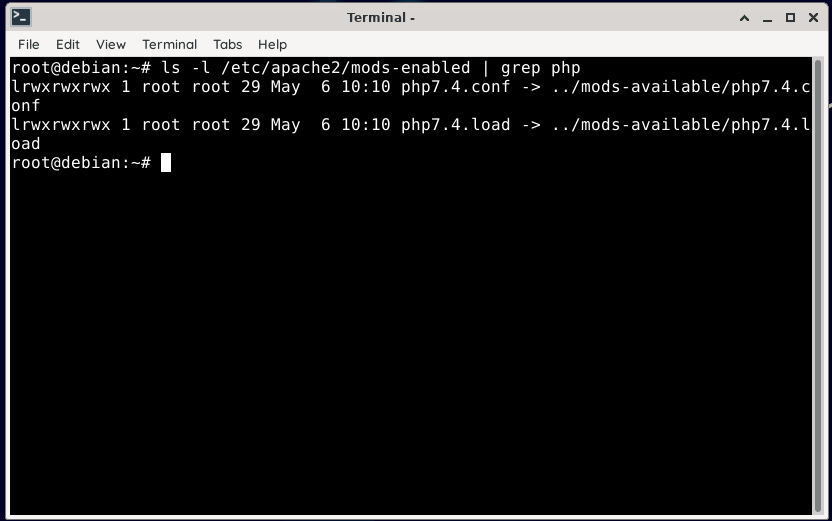 Terminal -
File Edit View Terminal Tabs Help
root@debian:~# ls -l /etc/apache2/mods-enabled | grep php
lrwxrwxrwx 1 root root 29 May  6 10:10 php7.4.conf -> ../mods-available/php7.4.c
onf
lrwxrwxrwx 1 root root 29 May  6 10:10 php7.4.load -> ../mods-available/php7.4.l
oad
root@debian:~#